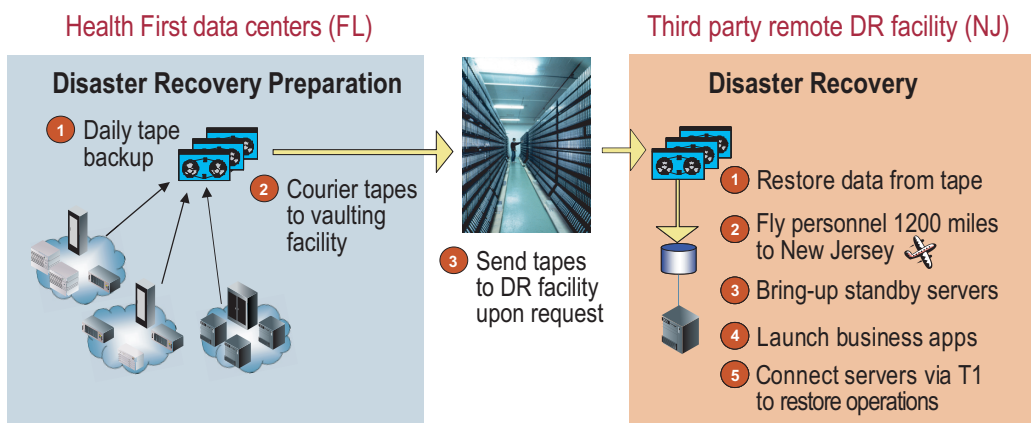 Health First data centers (FL)
Third party remote DR facility (NJ)
Disaster Recovery Preparation
1 Daily tape
backup
2 Courier tapes
to vaulting
facility
3 Send tapes
to DR facility
upon request
Disaster Recovery
1 Restore data from tape
2 Fly personnel 1200 miles
to New Jersey
3 Bring-up standby servers
4 Launch business apps
5 Connect servers via T1
to restore operations